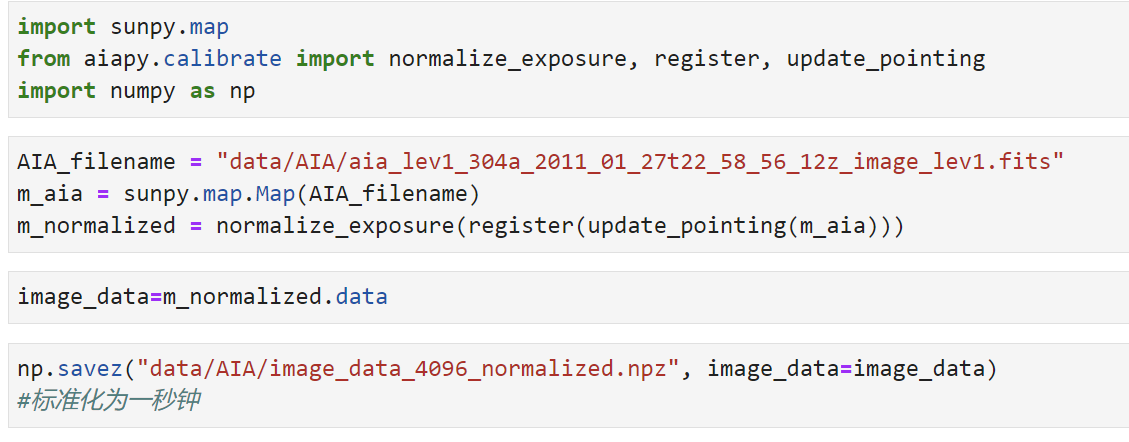 import sunpy.map
from aiapy.calibrate import normalize_exposure, register, update_pointing
import numpy as np
AIA_filename = "data/AIA/aia_lev1_304a_2011_01_27t22_58_56_12z_image_lev1.fits"
m_aia = sunpy.map.Map(AIA_filename)
m_normalized = normalize_exposure(register(update_pointing(m_aia)))
image_data=m_normalized.data
np.savez("data/AIA/image_data_4096_normalized.npz", image_data=image_data)
#标准化为一秒钟